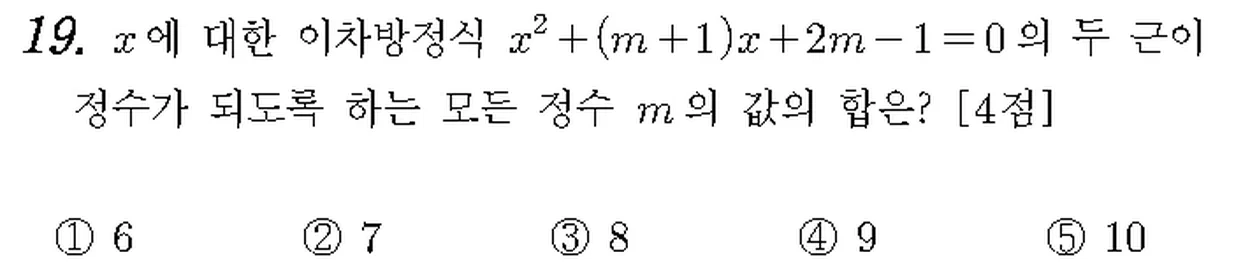 19. x에 대한 이차방정식 x²+(m+1)x+2m-1=0의 두 근이
정수가 되도록 하는 모든 정수 m의 값의 합은? [4점]
① 6 ② 7 ③ 8 ④ 9 ⑤ 10